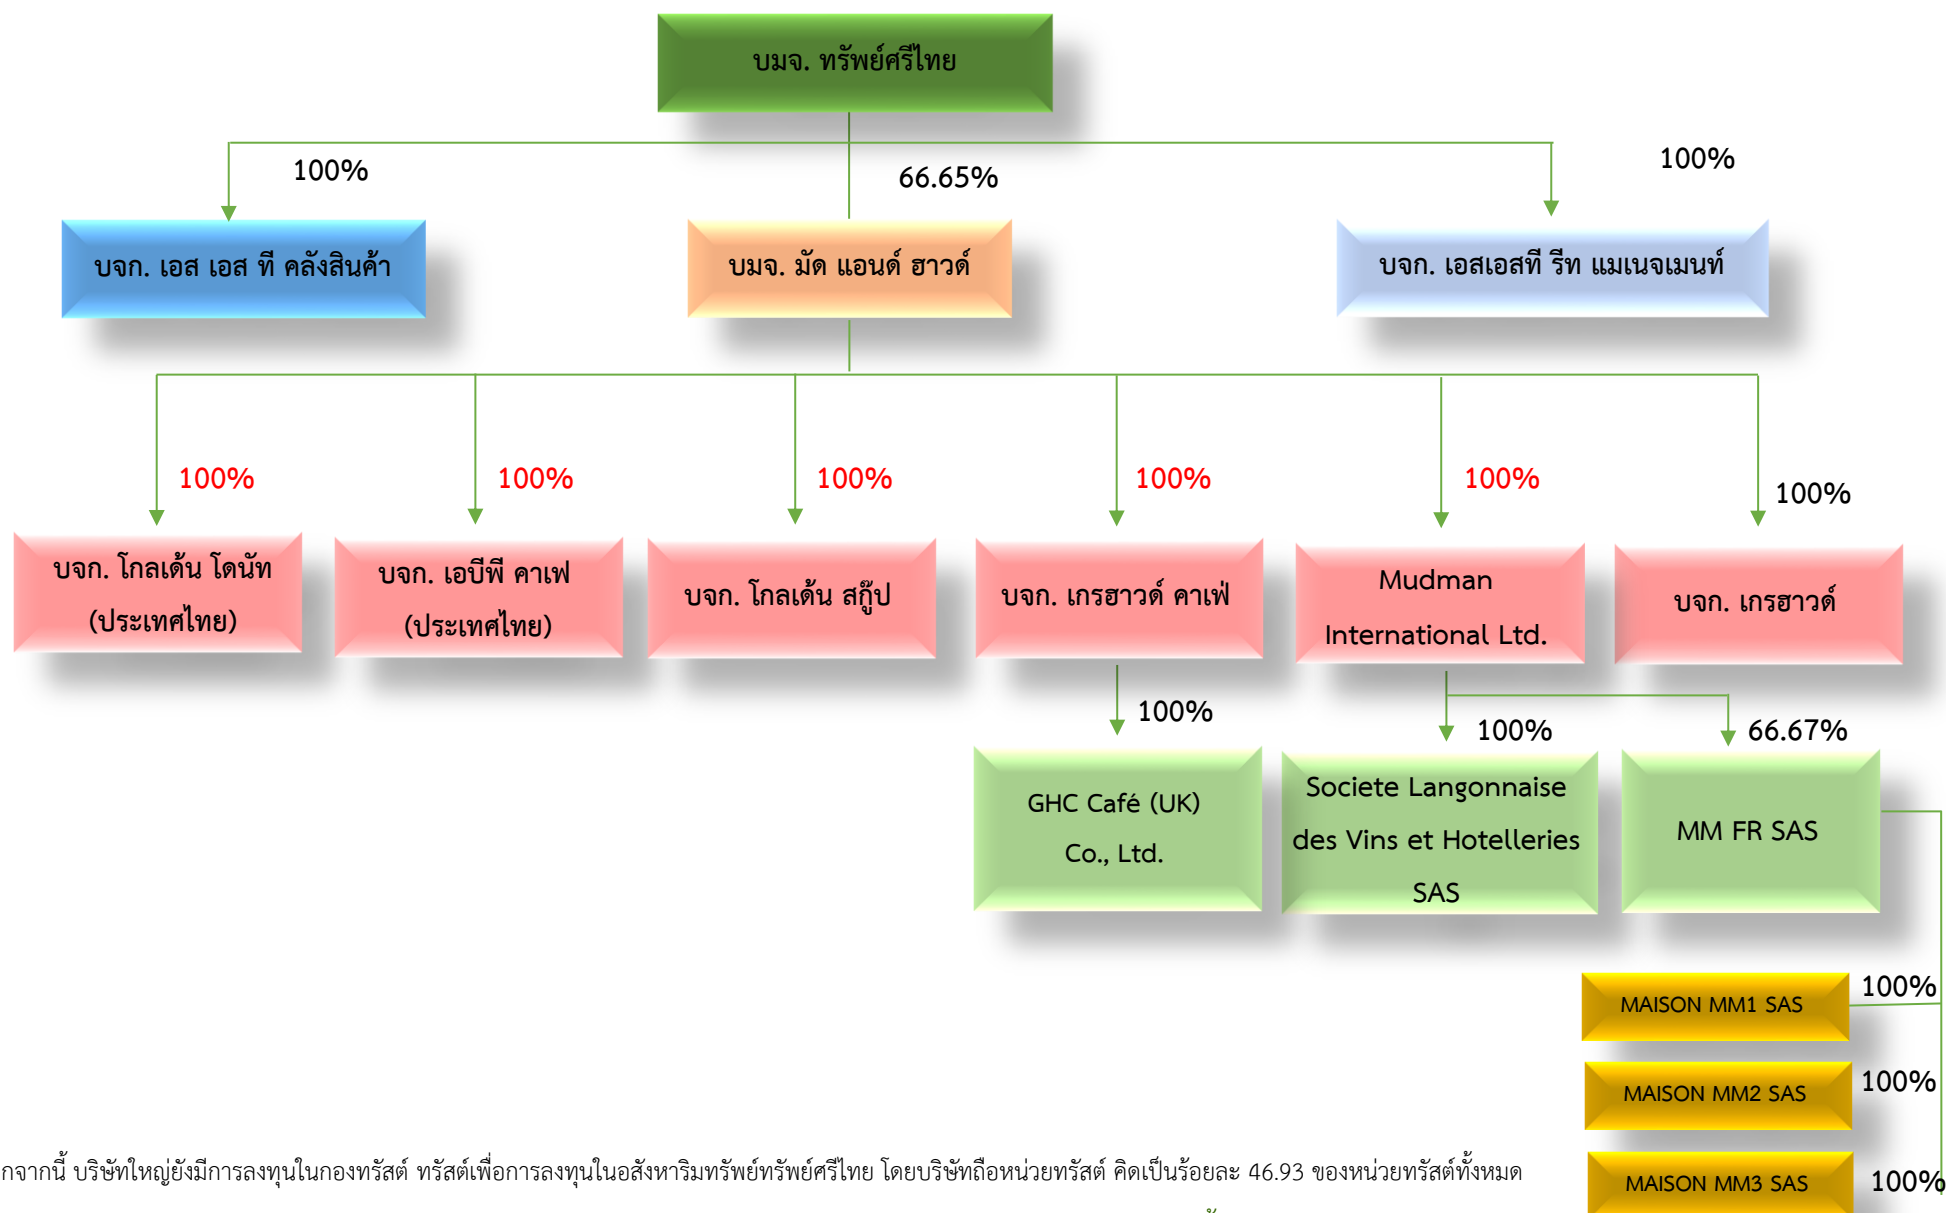 บมจ. ทรัพย์ศรีไทย
100%
66.65%
100%
บจก. เอส เอส ที คลังสินค้า
บมจ. มัด แอนด์ ฮาวด์
บจก. เอสเอสที รีท แมเนจเมนท์
100%
100%
100%
100%
100%
100%
บจก. โกลเด้น โดนัท
(ประเทศไทย)
บจก. เอบีพี คาเฟ
(ประเทศไทย)
บจก. โกลเด้น สกู๊ป
บจก. เกรฮาวด์ คาเฟ่
Mudman
International Ltd.
บจก. เกรฮาวด์
100%
100%
66.67%
GHC Café (UK)
Co., Ltd.
Societe Langonnaise
des Vins et Hotelleries
SAS
MM FR SAS
MAISON MM1 SAS
100%
MAISON MM2 SAS
100%
MAISON MM3 SAS
100%
กจากนี้ บริษัทใหญ่ยังมีการลงทุนในกองทรัสต์ ทรัสต์เพื่อการลงทุนในอสังหาริมทรัพย์ทรัพย์ศรีไทย โดยบริษัทถือหน่วยทรัสต์ คิดเป็นร้อยละ 46.93 ของหน่วยทรัสต์ทั้งหมด